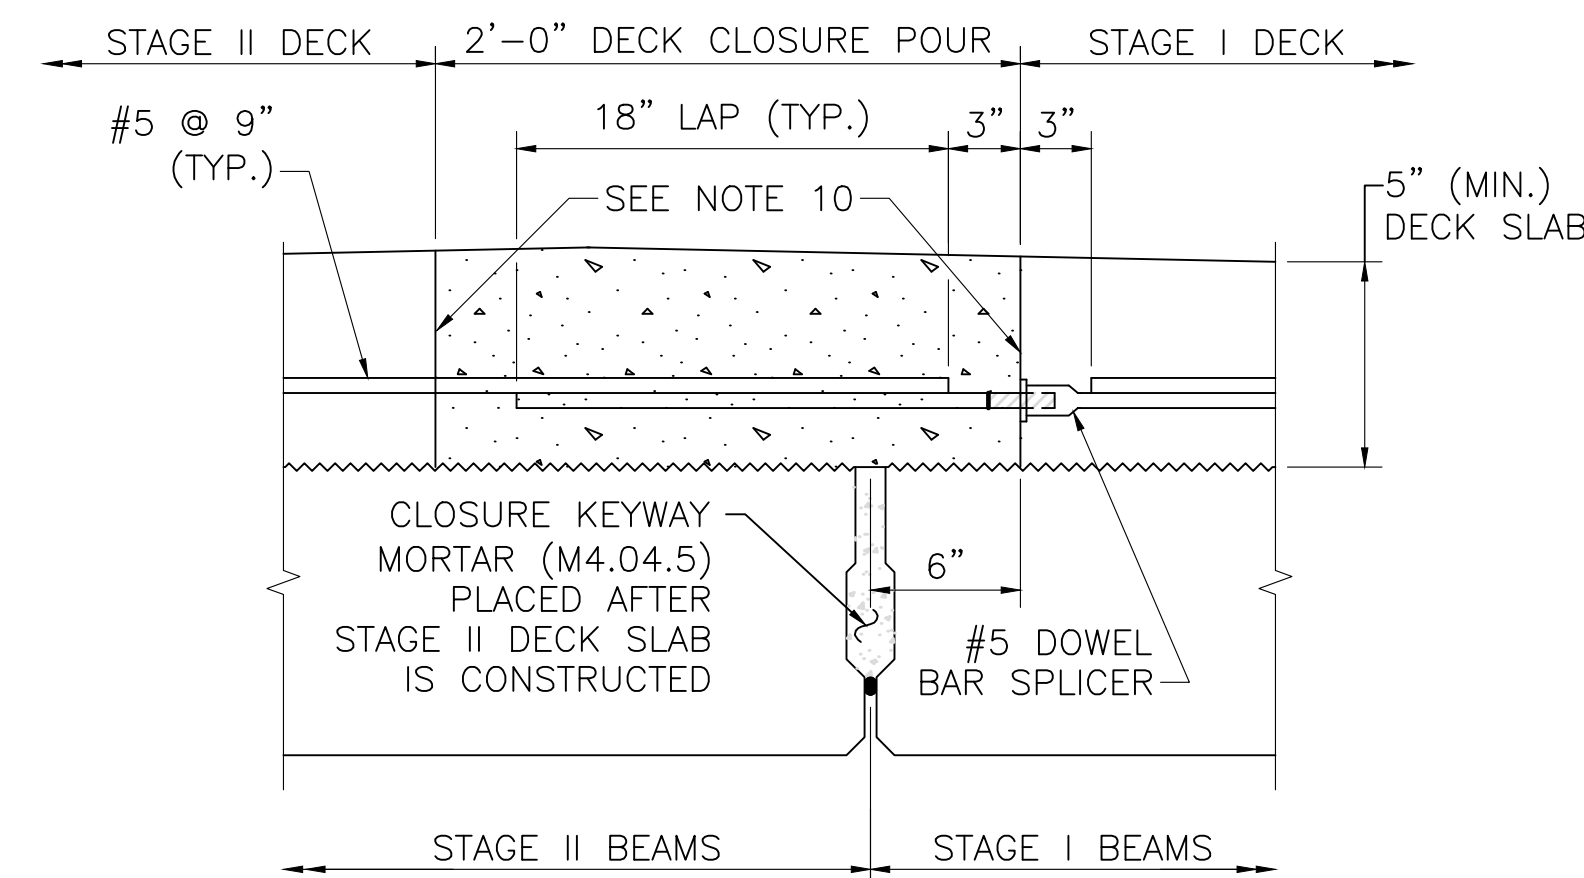 STAGE II DECK
2'-0" DECK CLOSURE POUR
STAGE I DECK
#5 @ 9"
(TYP.)
18" LAP (TYP.)
3"
3"
SEE NOTE 10
5" (MIN.)
DECK SLAB
CLOSURE KEYWAY
MORTAR (M4.04.5)
PLACED AFTER
STAGE II DECK SLAB
IS CONSTRUCTED
6"
#5 DOWEL
BAR SPLICER
STAGE II BEAMS
STAGE I BEAMS